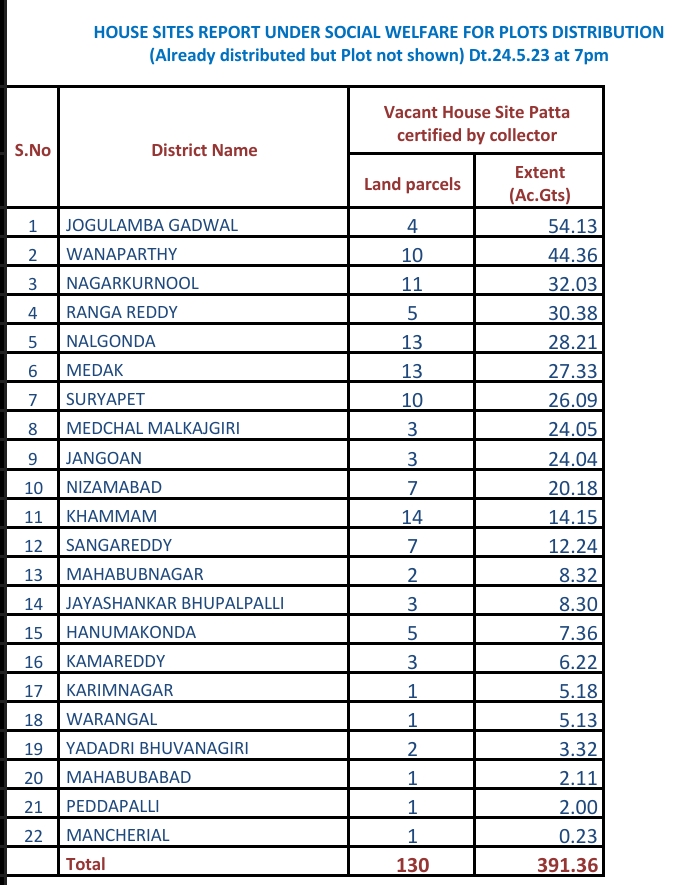 HOUSE SITES REPORT UNDER SOCIAL WELFARE FOR PLOTS DISTRIBUTION
(Already distributed but Plot not shown) Dt.24.5.23 at 7pm
S.No District Name Vacant House Site Patta
certified by collector
Land parcels Extent
(Ac.Gts)
1 JOGULAMBA GADWAL 4 54.13
2 WANAPARTHY 10 44.36
3 NAGARKURNOOL 11 32.03
4 RANGA REDDY 5 30.38
5 NALGONDA 13 28.21
6 MEDAK 13 27.33
7 SURYAPET 10 26.09
8 MEDCHAL MALKAJGIRI 3 24.05
9 JANGOAN 3 24.04
10 NIZAMABAD 7 20.18
11 KHAMMAM 14 14.15
12 SANGAREDDY 7 12.24
13 MAHABUBNAGAR 2 8.32
14 JAYASHANKAR BHUPALPALLI 3 8.30
15 HANUMAKONDA 5 7.36
16 KAMAREDDY 3 6.22
17 KARIMNAGAR 1 5.18
18 WARANGAL 1 5.13
19 YADADRI BHUVANAGIRI 2 3.32
20 MAHABUBABAD 1 2.11
21 PEDDAPALLI 1 2.00
22 MANCHERIAL 1 0.23
Total 130 391.36